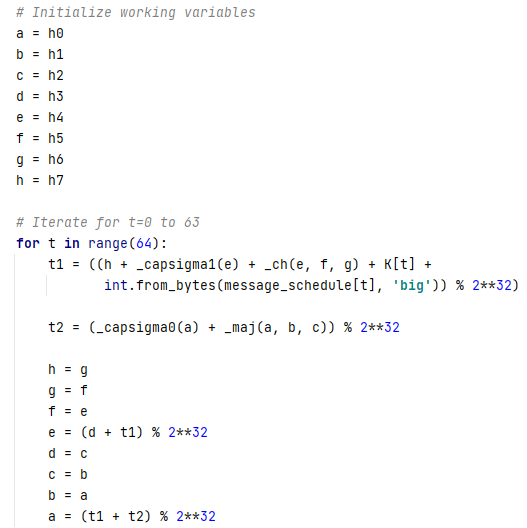 # Initialize working variables
a = h0
b = h1
c = h2
d = h3
e = h4
f = h5
g = h6
h = h7
# Iterate for t=0 to 63
for t in range(64):
t1 = ((h + _capsigma1(e) + _ch(e, f, g) + K[t] +
int.from_bytes(message_schedule[t], 'big')) % 2**32)
t2 = (_capsigma0(a) + _maj(a, b, c)) % 2**32
h = g
g = f
f = e
e = (d + t1) % 2**32
d = c
c = b
b = a
a = (t1 + t2) % 2**32